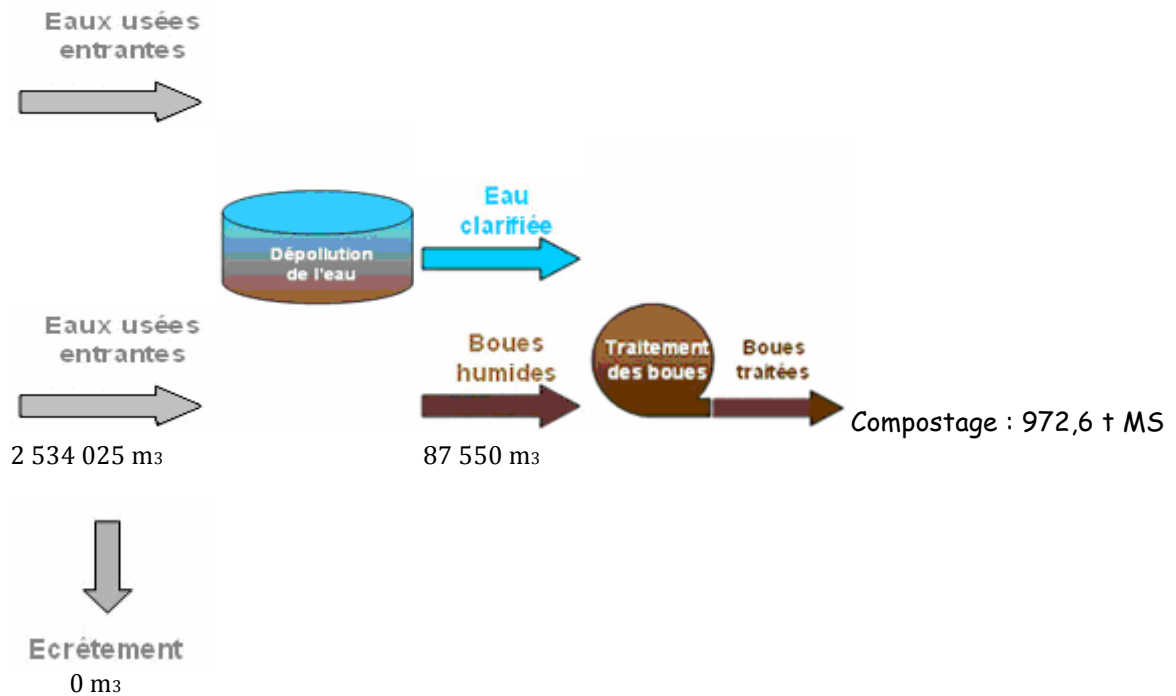 Eaux usées
entrantes
Eau
clarifiée
Dépollution
de l'eau
Eaux usées
entrantes
Boues
humides
Traitement
des boues
Boues
traitées
Compostage : 972,6 t MS
2 534 025 m3
87 550 m3
Ecrêtement
0 m3